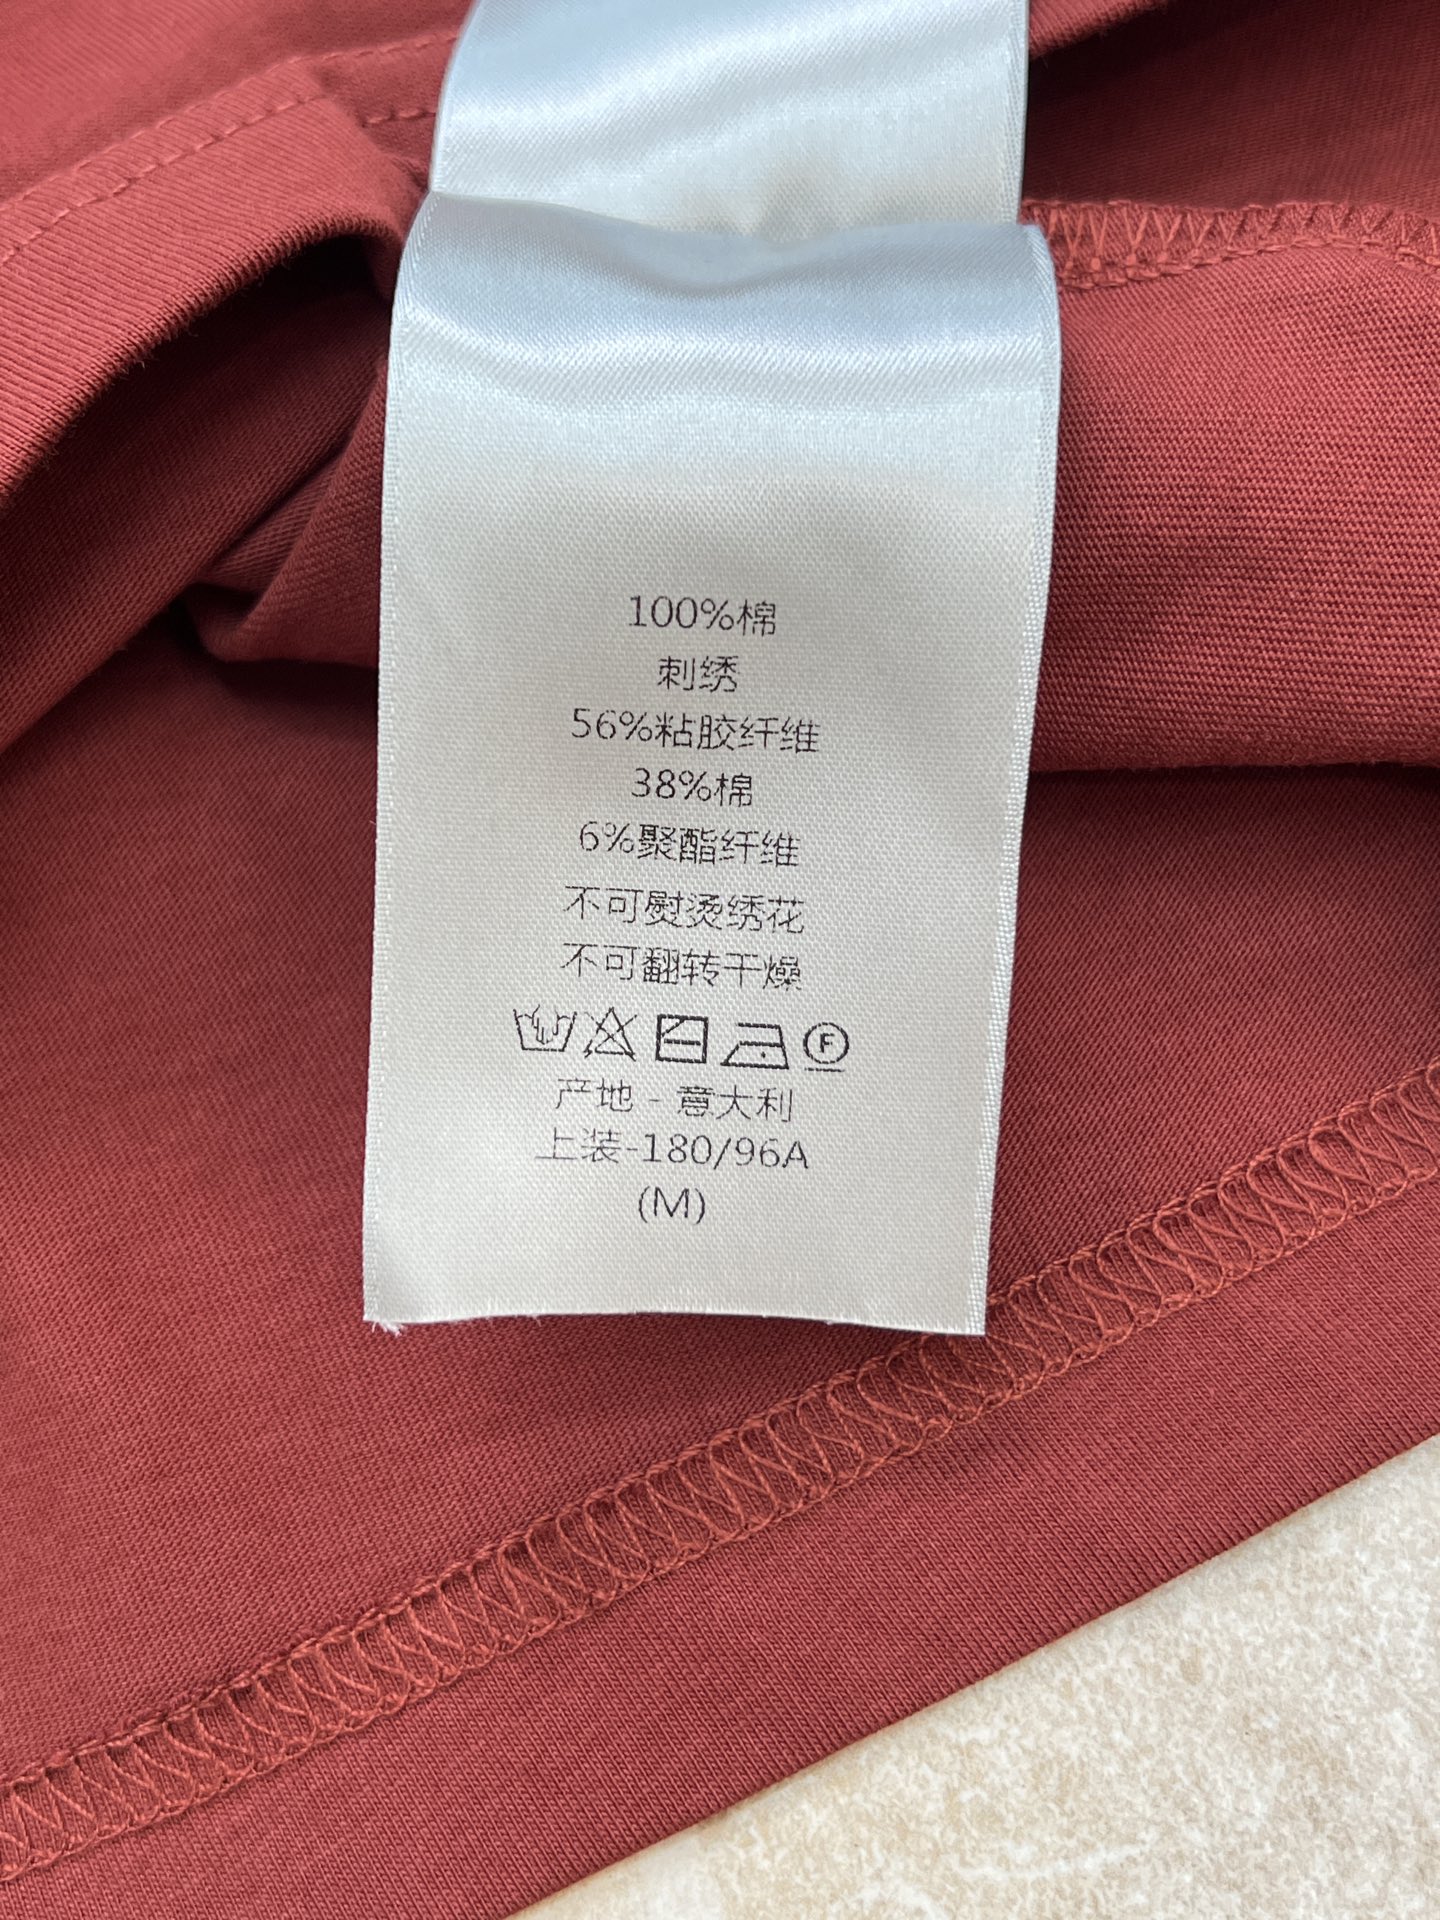 100%棉
刺绣
56%粘胶纤维
38%棉
6%聚酯纤维
不可熨烫绣花
不可翻转干燥
F
产地 - 意大利
上装-180/96A
(M)